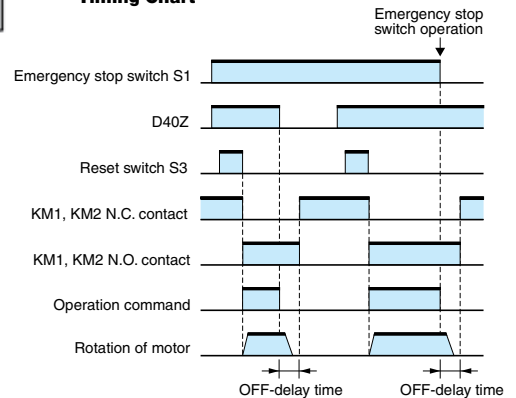 Timing Chart
Emergency stop
switch operation
Emergency stop switch S1
D40Z
Reset switch S3
KM1, KM2 N.C. contact
KM1, KM2 N.O. contact
Operation command
Rotation of motor
OFF-delay time
OFF-delay time